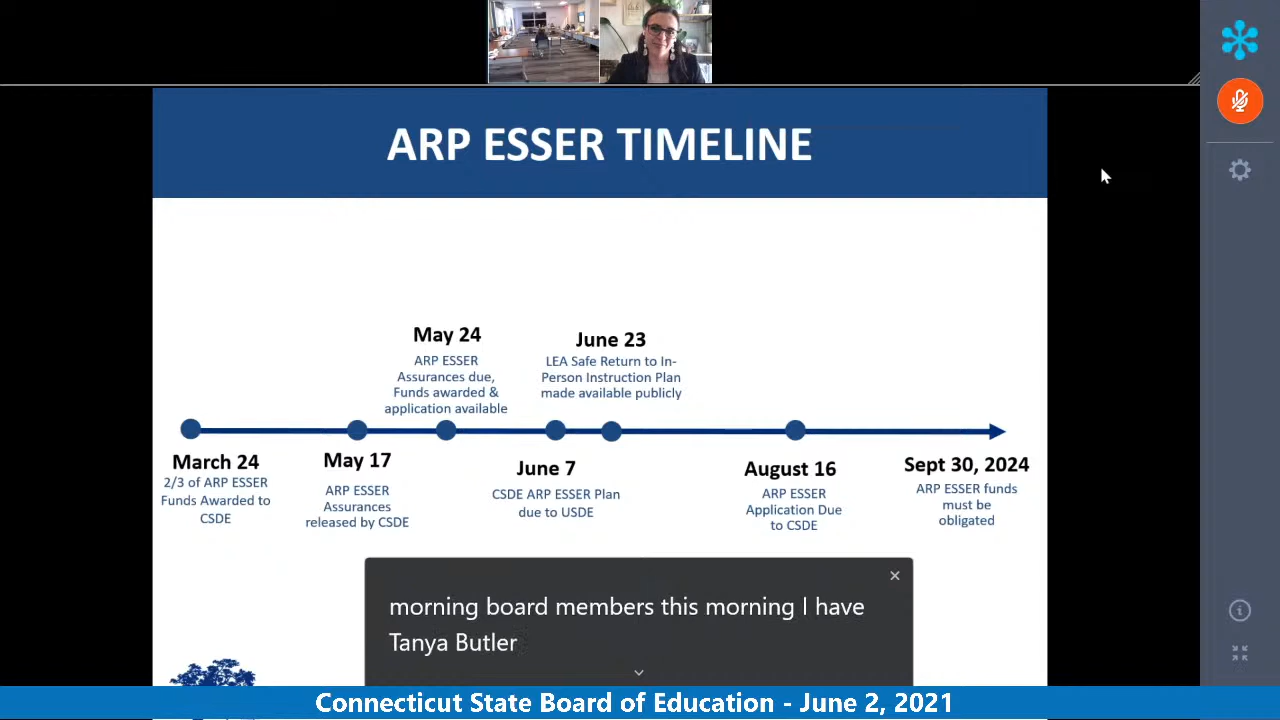 ARP ESSER TIMELINE
May 24
ARP ESSER
Assurances due,
Funds awarded &
application available
June 23
LEA Safe Return to In-
Person Instruction Plan
made available publicly
March 24
2/3 of ARP ESSER
Funds Awarded to
CSDE
May 17
ARP ESSER
Assurances
released by CSDE
June 7
CSDE ARP ESSER Plan
due to USDE
August 16
ARP ESSER
Application Due
to CSDE
Sept 30, 2024
ARP ESSER funds
must be
obligated
morning board members this morning I have
Tanya Butler
Connecticut State Board of Education - June 2, 2021